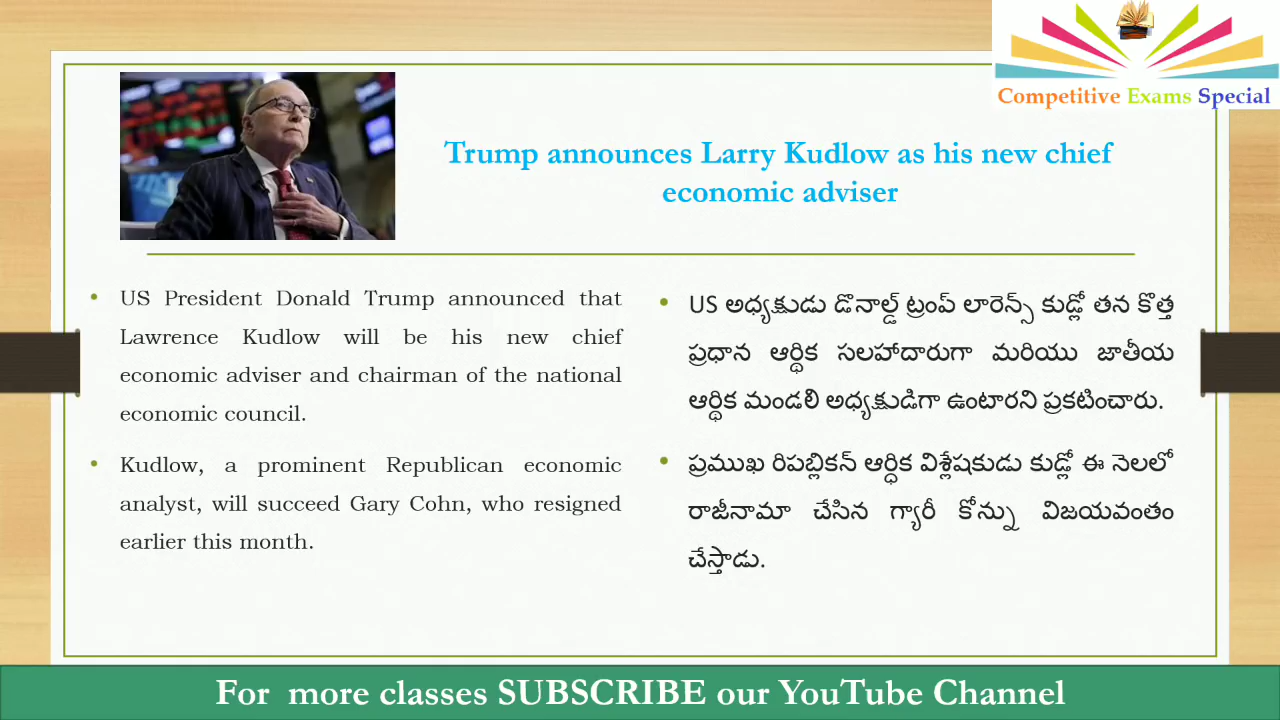 Competitive Exams Special
Trump announces Larry Kudlow as his new chief
economic adviser
• US President Donald Trump announced that
Lawrence Kudlow will be his new chief
economic adviser and chairman of the national
economic council.
• Kudlow, a prominent Republican economic
analyst, will succeed Gary Cohn, who resigned
earlier this month.
• US అధ్యక్షుడు డొనాల్డ్ ట్రంప్ లారెన్స్ కుడ్లో తన కొత్త
ప్రధాన ఆర్థిక సలహాదారుగా మరియు జాతీయ
ఆర్థిక మండలి అధ్యక్షుడిగా ఉంటారని ప్రకటించారు.
• ప్రముఖ రిపబ్లికన్ ఆర్ధిక విశ్లేషకుడు కుడ్లో ఈ నెలలో
రాజీనామా చేసిన గ్యారీ కోన్ను విజయవంతం
చేస్తాడు.
For more classes SUBSCRIBE our YouTube Channel